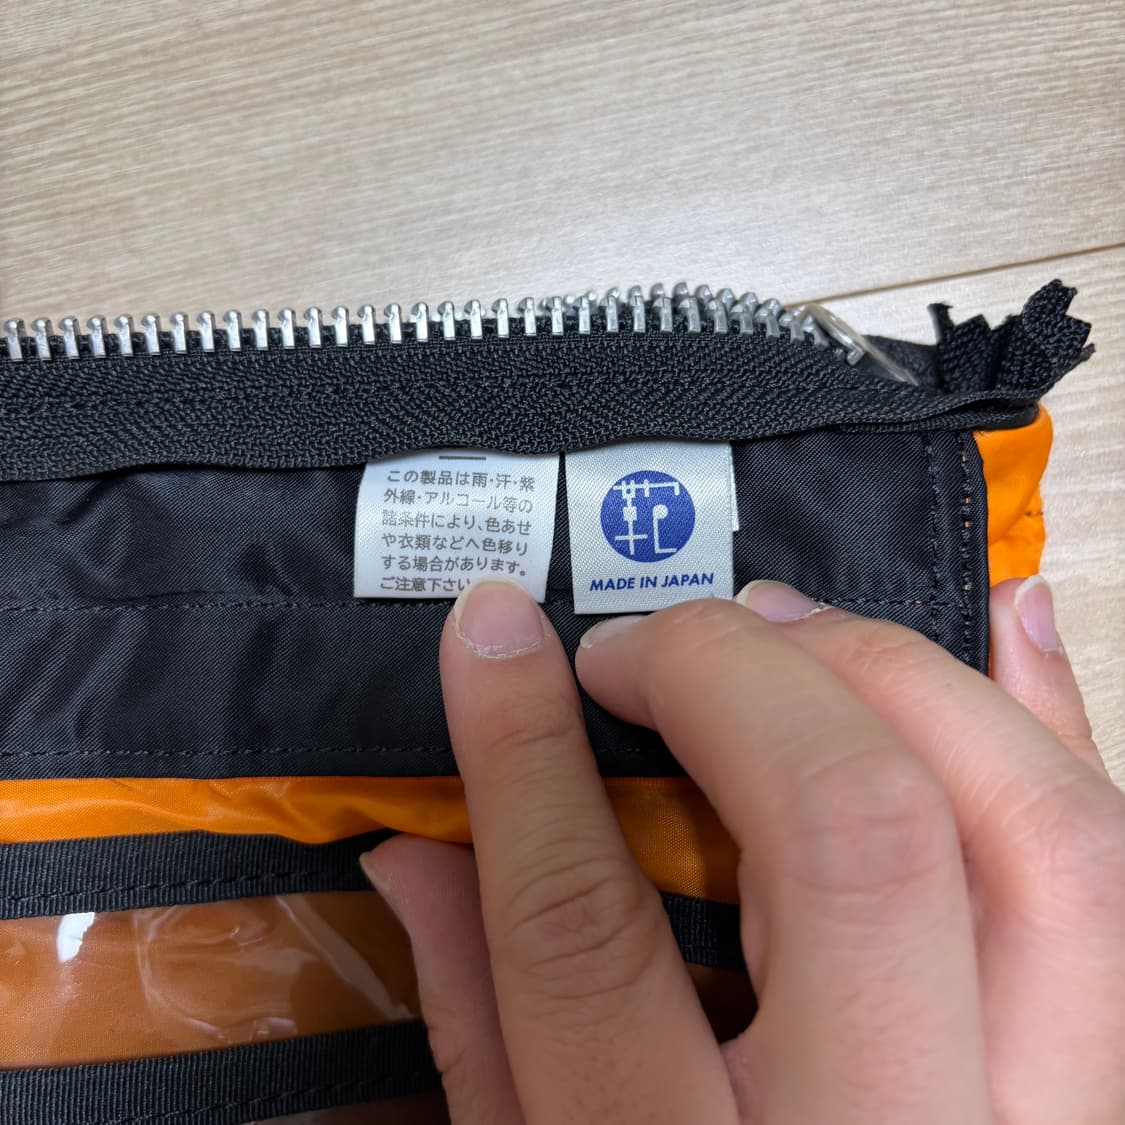 この製品は雨・汗・紫
外線・アルコール等の
諸条件により、色あせ
や衣類などへ色移り
する場合があります。
ご注意下さい
MADE IN JAPAN